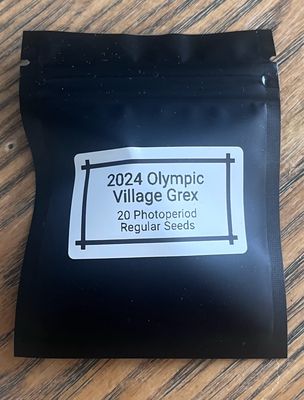 2024 Olympic
Village Grex
20 Photoperiod
Regular Seeds